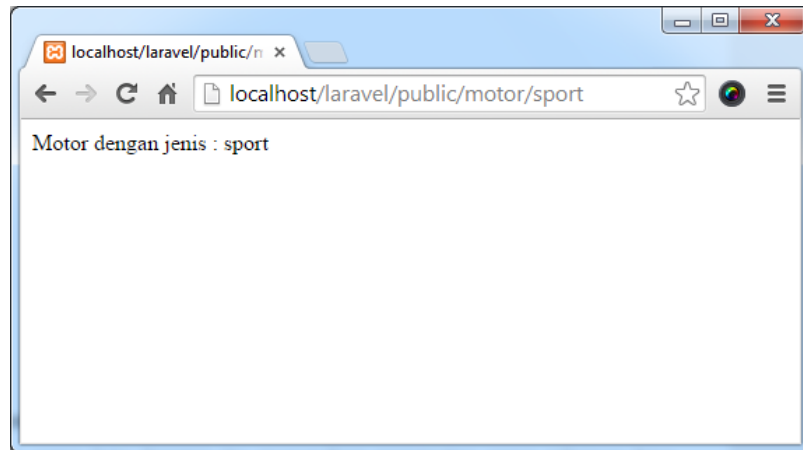 localhost/laravel/public/n
localhost/laravel/public/motor/sport
Motor dengan jenis : sport